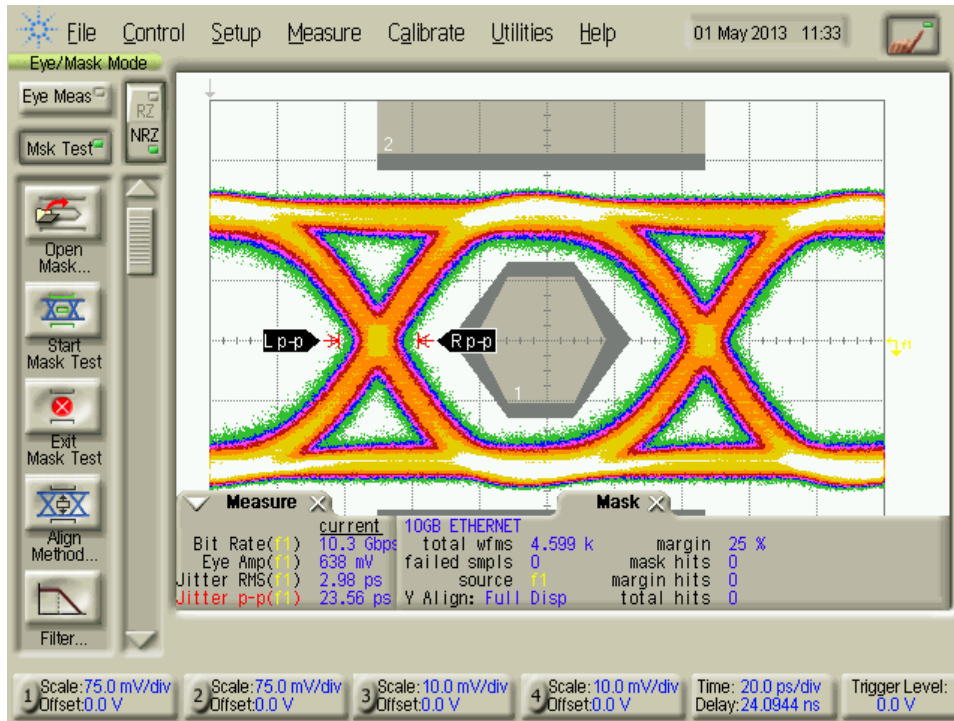 File Control Setup Measure Calibrate Utilities Help 01 May 2013 11:33
Eye/Mask Mode
Eye Meas
RZ
NRZ
Msk Test
2
Open
Mask...
Start
Mask Test
L p-p R p-p
f1
1
Exit
Mask Test
Align
Method...
Filter...
Measure
current
Bit Rate(f1) 10.3 Gbps
Eye Amp(f1) 638 mV
Jitter RMS(f1) 2.98 ps
Jitter p-p(f1) 23.56 ps
Mask
10GB ETHERNET
total wfms 4.599 k margin 25 %
failed smpls 0 mask hits 0
source f1 margin hits 0
Y Align: Full Disp total hits 0
1 Scale:75.0 mV/div
Offset:0.0 V
2 Scale:75.0 mV/div
Offset:0.0 V
3 Scale:10.0 mV/div
Offset:0.0 V
4 Scale:10.0 mV/div
Offset:0.0 V
Time: 20.0 ps/div
Delay:24.0944 ns
Trigger Level:
0.0 V